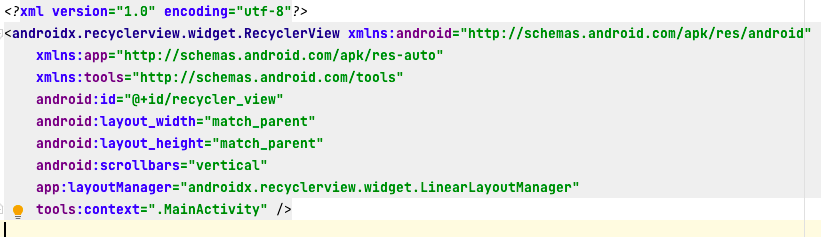 <?xml version="1.0" encoding="utf-8"?>
<androidx.recyclerview.widget.RecyclerView xmlns:android="http://schemas.android.com/apk/res/android"
xmlns:app="http://schemas.android.com/apk/res-auto"
xmlns:tools="http://schemas.android.com/tools"
android:id="@+id/recycler_view"
android:layout_width="match_parent"
android:layout_height="match_parent"
android:scrollbars="vertical"
app:layoutManager="androidx.recyclerview.widget.LinearLayoutManager"
tools:context=".MainActivity" />